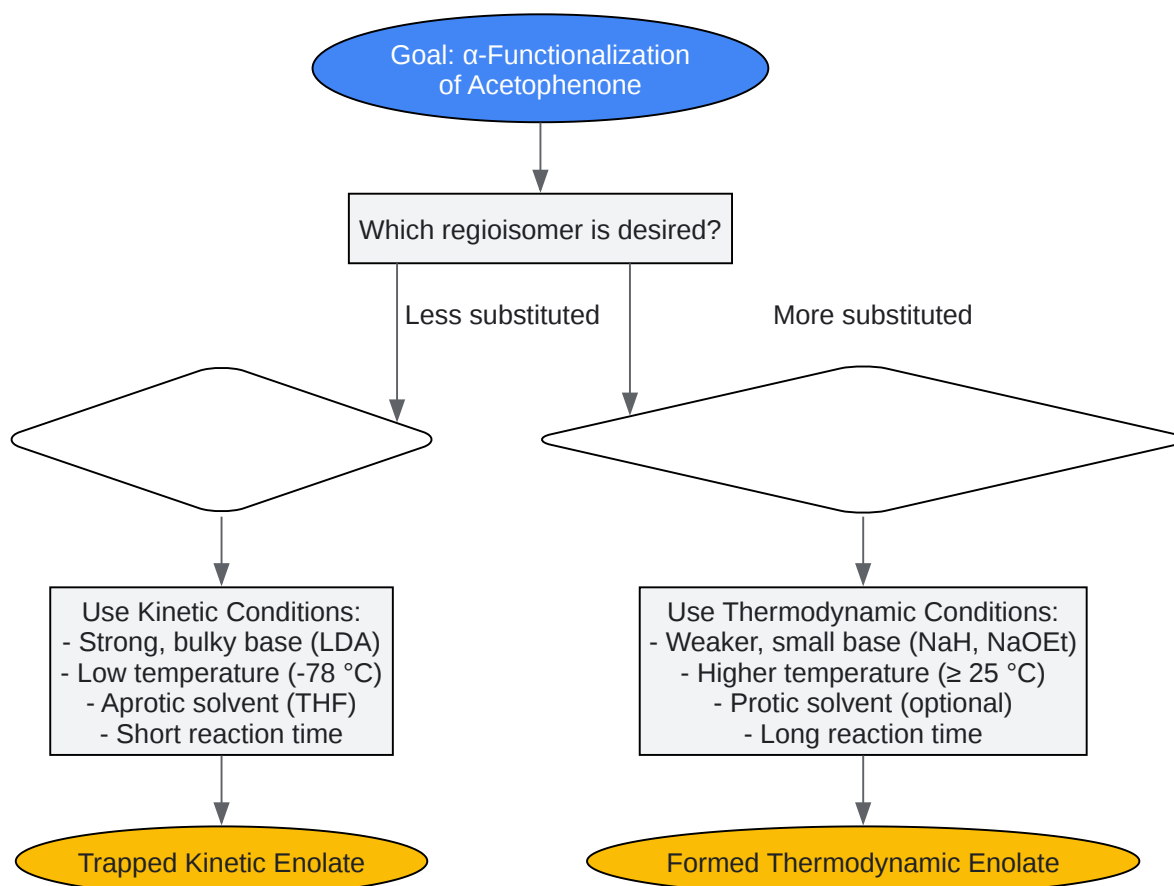 Goal: α-Functionalization
of Acetophenone
Which regioisomer is desired?
Less substituted
More substituted
Use Kinetic Conditions:
- Strong, bulky base (LDA)
- Low temperature (-78 °C)
- Aprotic solvent (THF)
- Short reaction time
Use Thermodynamic Conditions:
- Weaker, small base (NaH, NaOEt)
- Higher temperature (≥ 25 °C)
- Protic solvent (optional)
- Long reaction time
Trapped Kinetic Enolate
Formed Thermodynamic Enolate